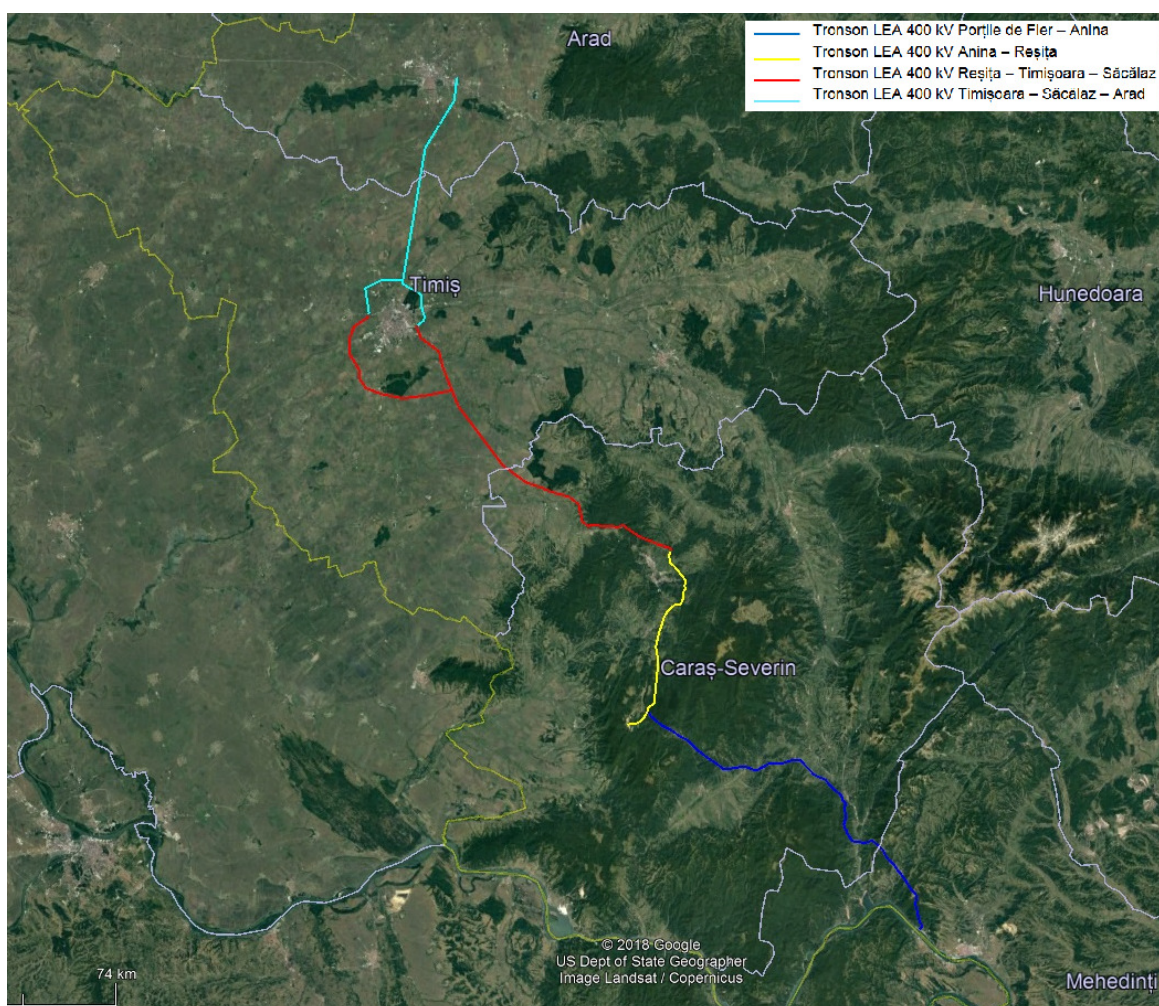 Arad
Tronson LEA 400 kV Porțile de Fier – Anina
Tronson LEA 400 kV Anina – Reșița
Tronson LEA 400 kV Reșița – Timișoara – Săcălaz
Tronson LEA 400 kV Timișoara – Săcălaz – Arad
Timiș
Hunedoara
Caraș-Severin
© 2018 Google
US Dept of State Geographer
Image Landsat / Copernicus
74 km
Mehedinți